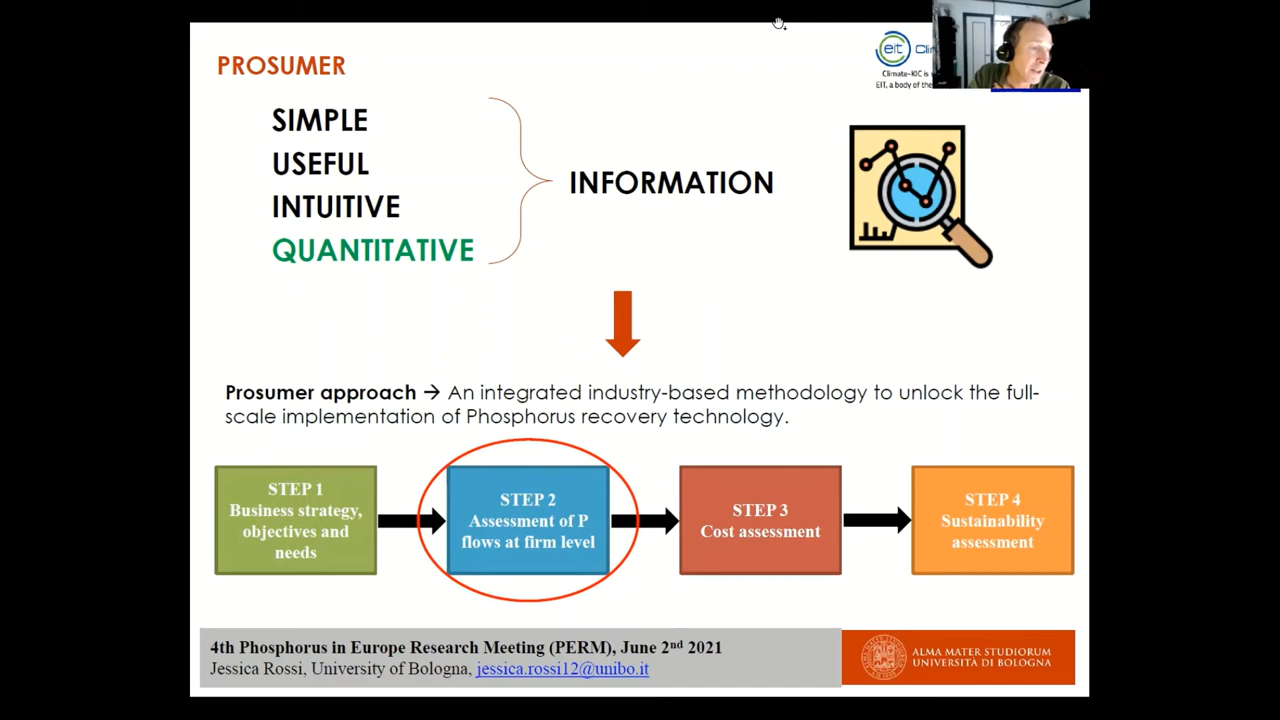 PROSUMER
eit
Climate-KIC is
EIT, a body of the
SIMPLE
USEFUL
INTUITIVE
QUANTITATIVE
INFORMATION
Prosumer approach → An integrated industry-based methodology to unlock the full-
scale implementation of Phosphorus recovery technology.
STEP 1
Business strategy,
objectives and
needs
STEP 2
Assessment of P
flows at firm level
STEP 3
Cost assessment
STEP 4
Sustainability
assessment
4th Phosphorus in Europe Research Meeting (PERM), June 2nd 2021
Jessica Rossi, University of Bologna, jessica.rossi12@unibo.it
ALMA MATER STUDIORUM
UNIVERSITÀ DI BOLOGNA